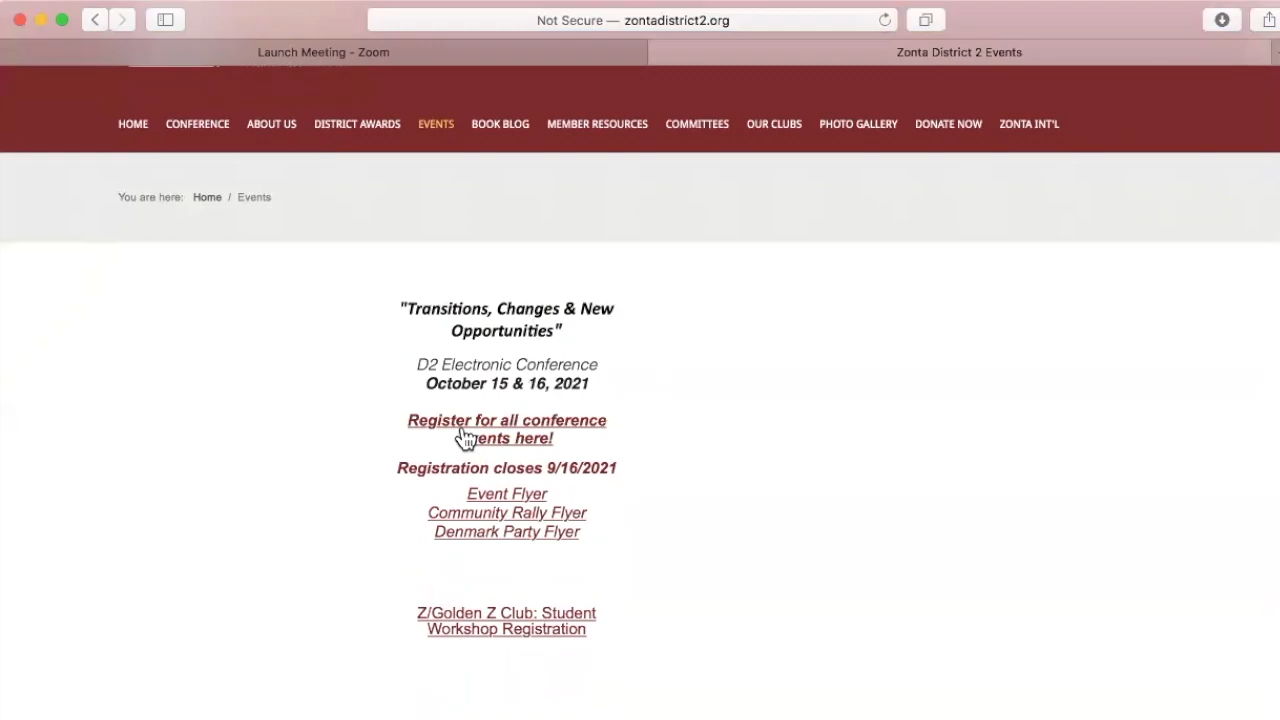 Not Secure — zontadistrict2.org
Launch Meeting - Zoom
Zonta District 2 Events
HOME CONFERENCE ABOUT US DISTRICT AWARDS EVENTS BOOK BLOG MEMBER RESOURCES COMMITTEES OUR CLUBS PHOTO GALLERY DONATE NOW ZONTA INT'L
You are here: Home / Events
"Transitions, Changes & New
Opportunities"
D2 Electronic Conference
October 15 & 16, 2021
Register for all conference
events here!
Registration closes 9/16/2021
Event Flyer
Community Rally Flyer
Denmark Party Flyer
Z/Golden Z Club: Student
Workshop Registration